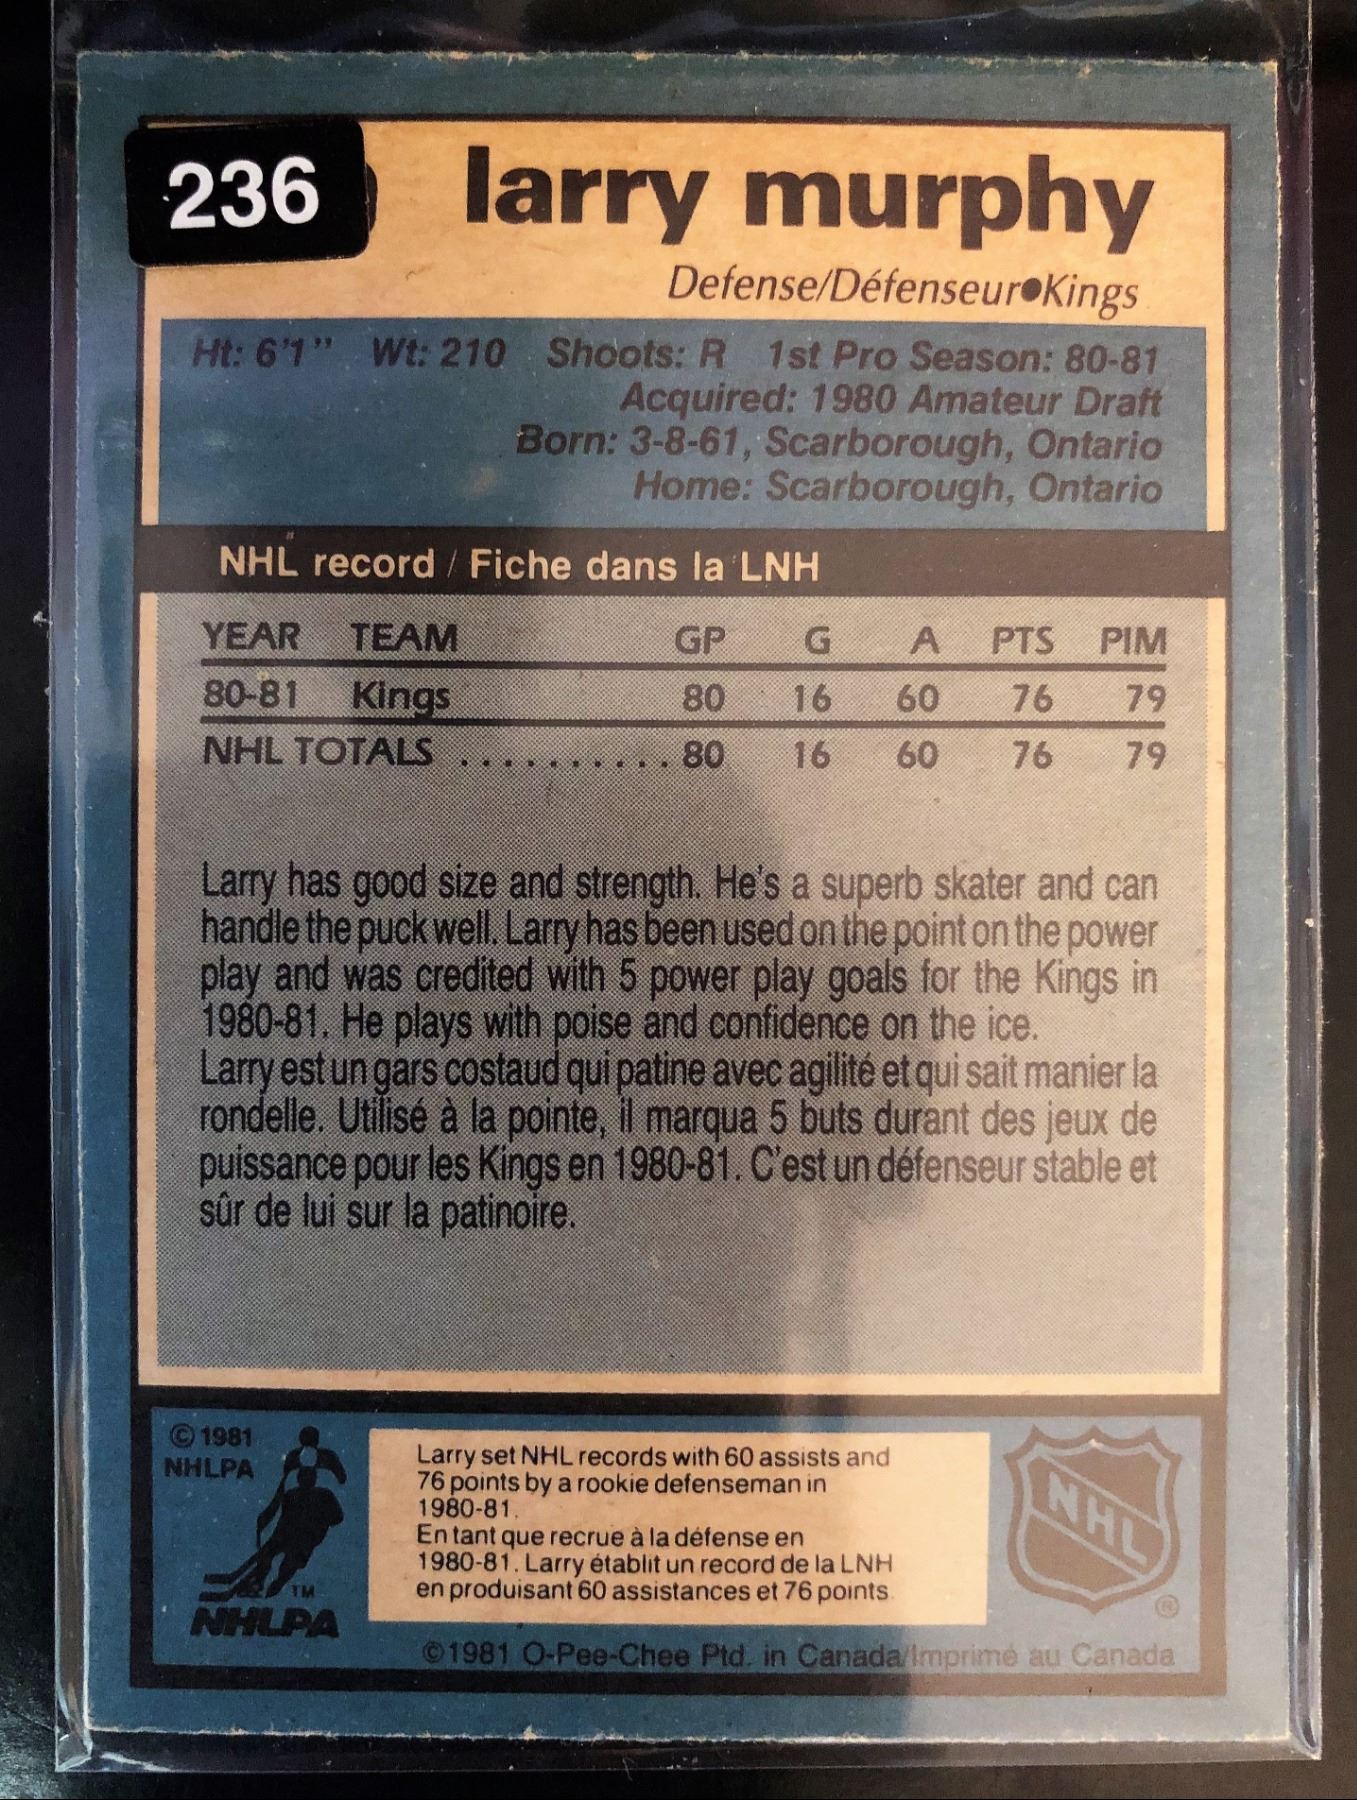 236
larry murphy
Defense/Défenseur●Kings
Ht: 6'1" Wt: 210 Shoots: R 1st Pro Season: 80-81
Acquired: 1980 Amateur Draft
Born: 3-8-61, Scarborough, Ontario
Home: Scarborough, Ontario
NHL record / Fiche dans la LNH
YEAR TEAM GP G A PTS PIM
80-81 Kings 80 16 60 76 79
NHL TOTALS .......... 80 16 60 76 79
Larry has good size and strength. He's a superb skater and can
handle the puck well. Larry has been used on the point on the power
play and was credited with 5 power play goals for the Kings in
1980-81. He plays with poise and confidence on the ice.
Larry est un gars costaud qui patine avec agilité et qui sait manier la
rondelle. Utilisé à la pointe, il marqua 5 buts durant des jeux de
puissance pour les Kings en 1980-81. C'est un défenseur stable et
sûr de lui sur la patinoire.
© 1981
NHLPA
TM
NHLPA
Larry set NHL records with 60 assists and
76 points by a rookie defenseman in
1980-81.
En tant que recrue à la défense en
1980-81. Larry établit un record de la LNH
en produisant 60 assistances et 76 points.
NHL
®
©1981 O-Pee-Chee Ptd. in Canada/Imprimé au Canada